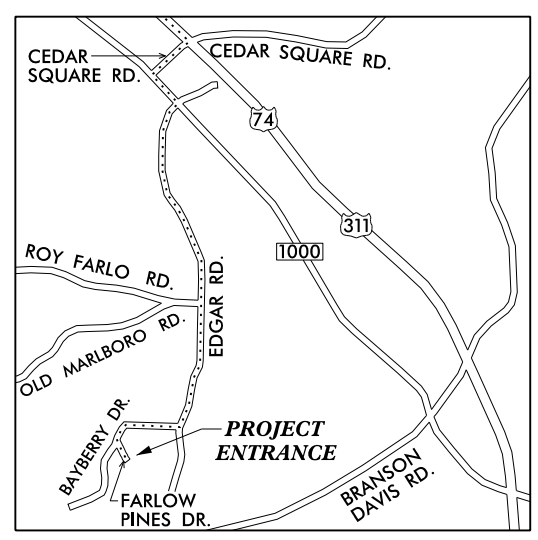 CEDAR
SQUARE RD.
CEDAR SQUARE RD.
74
311
1000
ROY FARLO RD.
EDGAR RD.
OLD MARLBORO RD.
BAYBERRY DR.
PROJECT
ENTRANCE
FARLOW
PINES DR.
BRANSON
DAVIS RD.